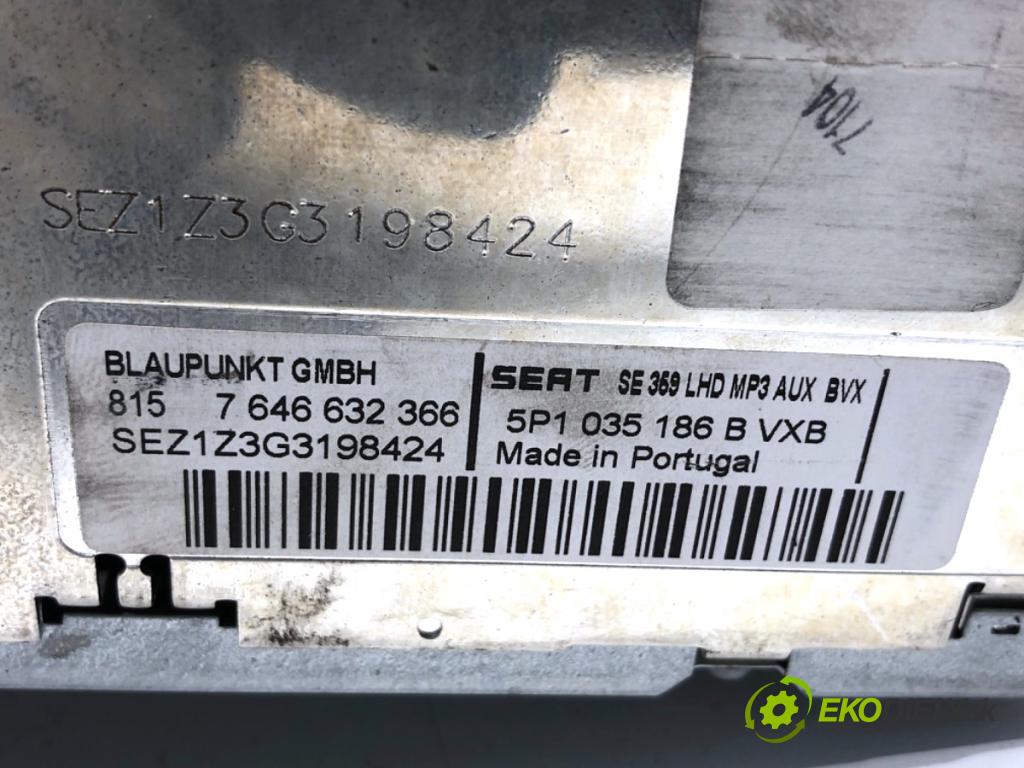 7104
SEZ1Z3G3198424
BLAUPUNKT GMBH
815 7 646 632 366
SEZ1Z3G3198424
SEAT SE 359 LHD MP3 AUX BVX
5P1 035 186 B VXB
Made in Portugal
EKO